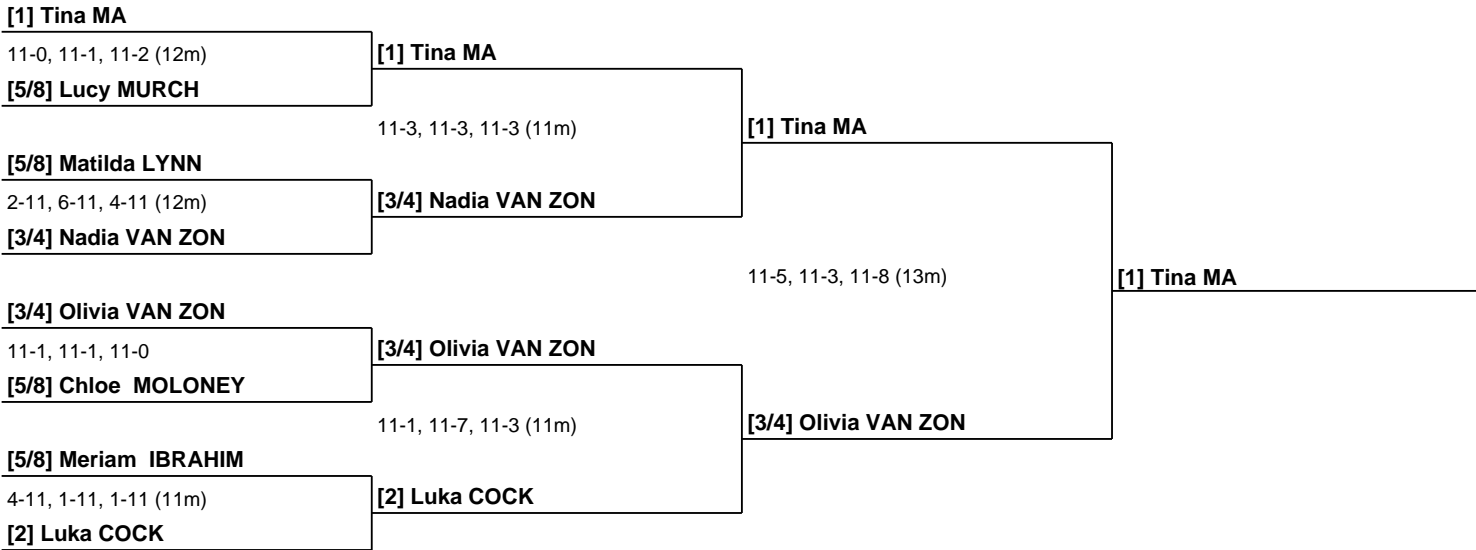 [1] Tina MA
11-0, 11-1, 11-2 (12m)
[1] Tina MA
[5/8] Lucy MURCH
11-3, 11-3, 11-3 (11m)
[1] Tina MA
[5/8] Matilda LYNN
2-11, 6-11, 4-11 (12m)
[3/4] Nadia VAN ZON
[3/4] Nadia VAN ZON
11-5, 11-3, 11-8 (13m)
[1] Tina MA
[3/4] Olivia VAN ZON
11-1, 11-1, 11-0
[3/4] Olivia VAN ZON
[5/8] Chloe  MOLONEY
11-1, 11-7, 11-3 (11m)
[3/4] Olivia VAN ZON
[5/8] Meriam  IBRAHIM
4-11, 1-11, 1-11 (11m)
[2] Luka COCK
[2] Luka COCK